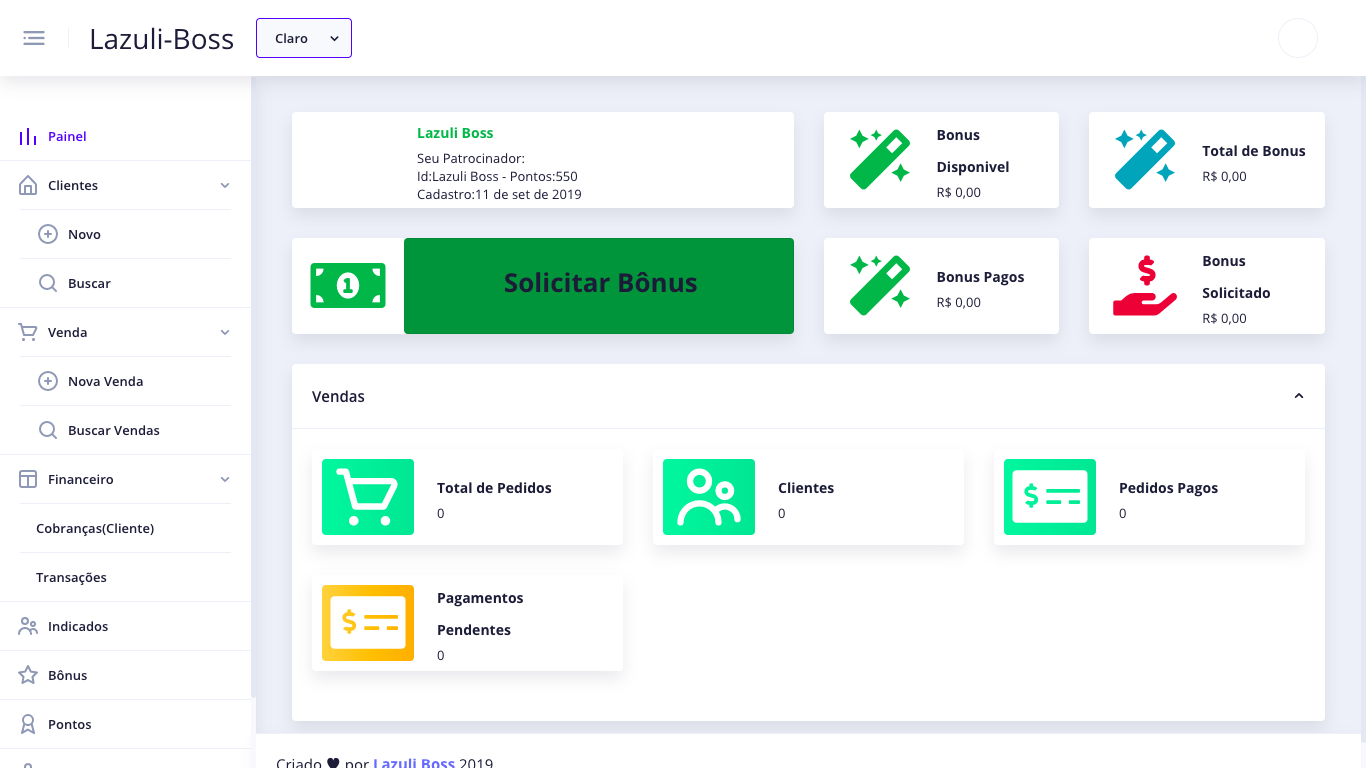 Lazuli-Boss
Claro
Painel
Clientes
Novo
Buscar
Venda
Nova Venda
Buscar Vendas
Financeiro
Cobranças(Cliente)
Transações
Indicados
Bônus
Pontos
Lazuli Boss
Seu Patrocinador:
Id:Lazuli Boss - Pontos:550
Cadastro:11 de set de 2019
Bonus
Disponivel
R$ 0,00
Total de Bonus
R$ 0,00
1
Solicitar Bônus
Bonus Pagos
R$ 0,00
$
Bonus
Solicitado
R$ 0,00
Vendas
Total de Pedidos
0
Clientes
0
$
Pedidos Pagos
0
$
Pagamentos
Pendentes
0
Criado ♥ por Lazuli Boss 2019